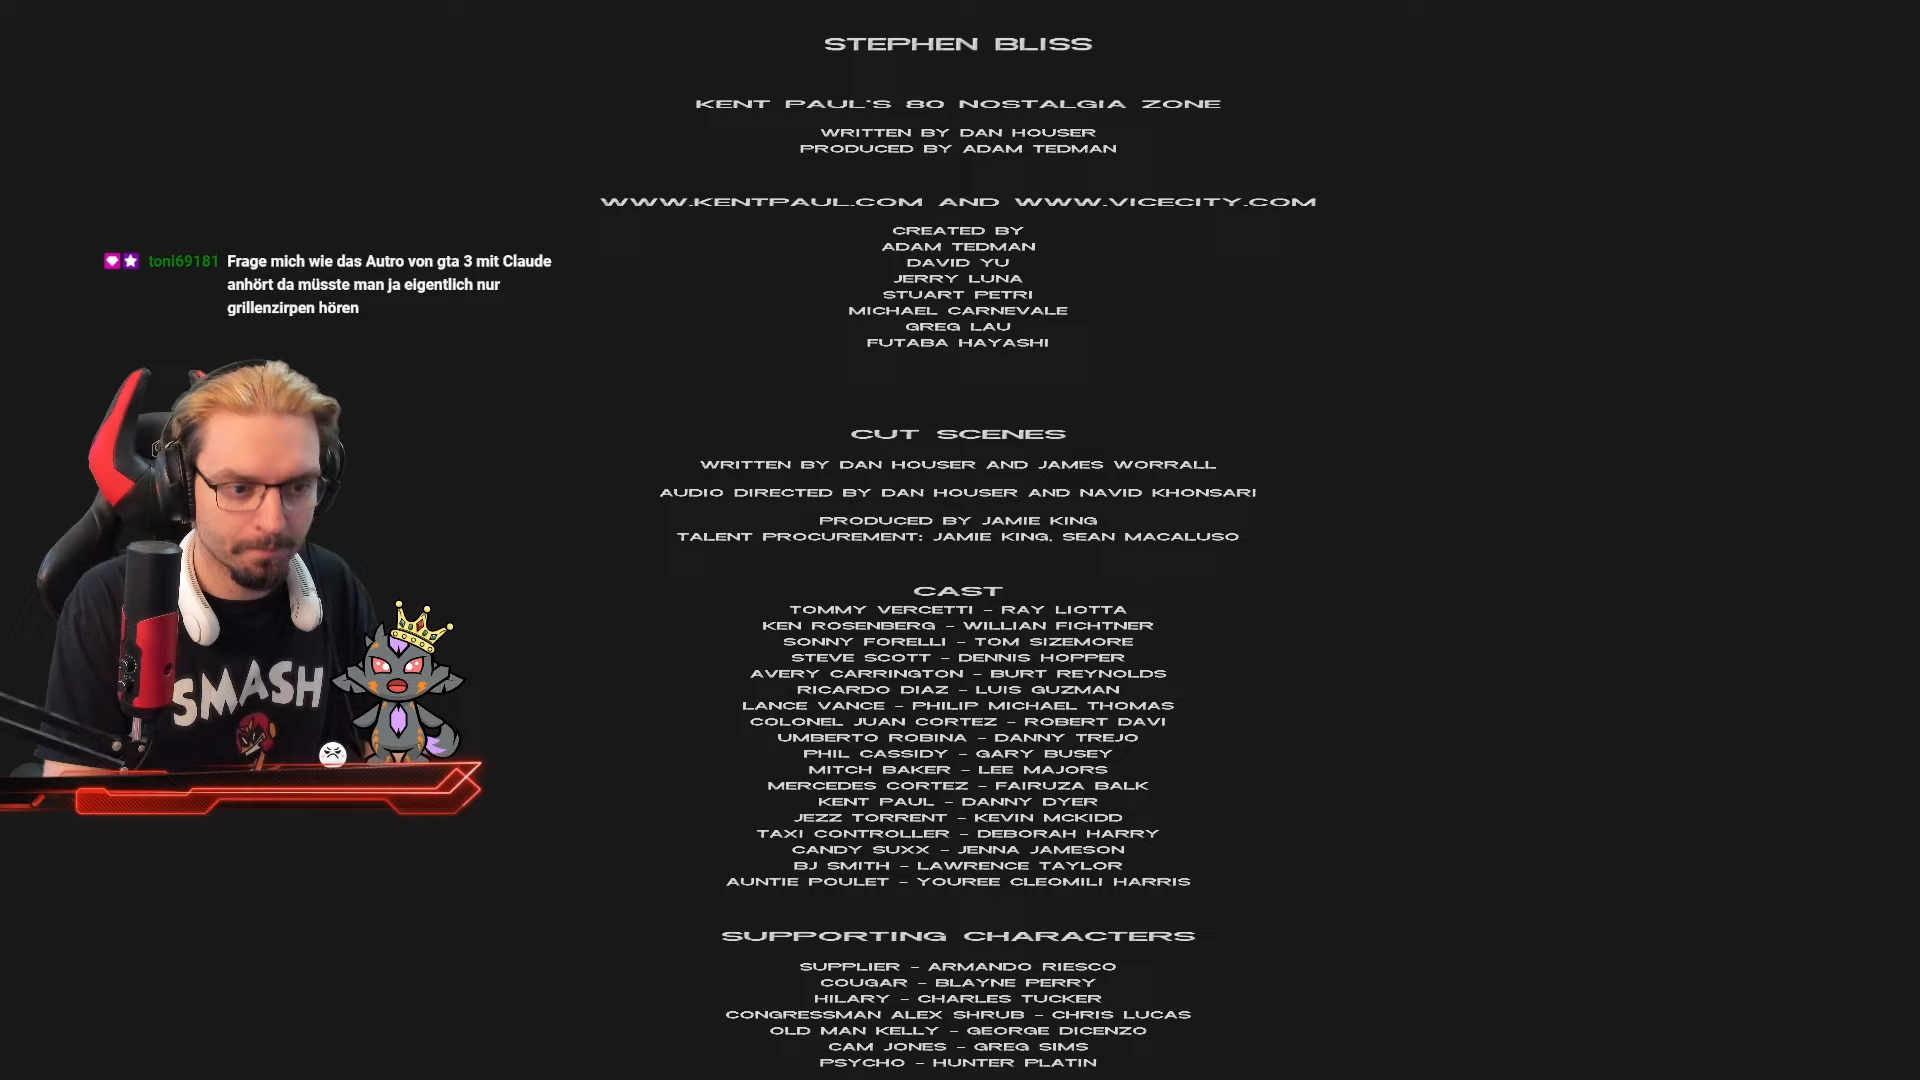 STEPHEN BLISS
KENT PAUL'S 80 NOSTALGIA ZONE
WRITTEN BY DAN HOUSER
PRODUCED BY ADAM TEDMAN
WWW.KENTPAUL.COM AND WWW.VICECITY.COM
CREATED BY
ADAM TEDMAN
DAVID YU
JERRY LUNA
STUART PETRI
MICHAEL CARNEVALE
GREG LAU
FUTABA HAYASHI
toni69181 Frage mich wie das Autro von gta 3 mit Claude
anhört da müsste man ja eigentlich nur
grillenzirpen hören
CUT SCENES
WRITTEN BY DAN HOUSER AND JAMES WORRALL
AUDIO DIRECTED BY DAN HOUSER AND NAVID KHONSARI
PRODUCED BY JAMIE KING
TALENT PROCUREMENT: JAMIE KING, SEAN MACALUSO
CAST
TOMMY VERCETTI - RAY LIOTTA
KEN ROSENBERG - WILLIAN FICHTNER
SONNY FORELLI - TOM SIZEMORE
STEVE SCOTT - DENNIS HOPPER
AVERY CARRINGTON - BURT REYNOLDS
RICARDO DIAZ - LUIS GUZMAN
LANCE VANCE - PHILIP MICHAEL THOMAS
COLONEL JUAN CORTEZ - ROBERT DAVI
UMBERTO ROBINA - DANNY TREJO
PHIL CASSIDY - GARY BUSEY
MITCH BAKER - LEE MAJORS
MERCEDES CORTEZ - FAIRUZA BALK
KENT PAUL - DANNY DYER
JEZZ TORRENT - KEVIN MCKIDD
TAXI CONTROLLER - DEBORAH HARRY
CANDY SUXX - JENNA JAMESON
BJ SMITH - LAWRENCE TAYLOR
AUNTIE POULET - YOUREE CLEOMILI HARRIS
SUPPORTING CHARACTERS
SUPPLIER - ARMANDO RIESCO
COUGAR - BLAYNE PERRY
HILARY - CHARLES TUCKER
CONGRESSMAN ALEX SHRUB - CHRIS LUCAS
OLD MAN KELLY - GEORGE DICENZO
CAM JONES - GREG SIMS
PSYCHO - HUNTER PLATIN
SMASH